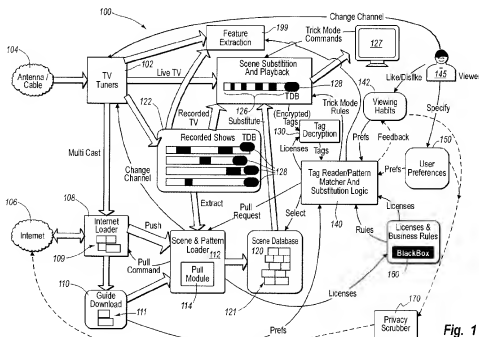 100
199
Change Channel
104
Feature
Extraction
Trick Mode
Commands
127
Antenna /
Cable
TV
Tuners
102
Live TV
Scene Substitition
And Playback
128
TDB
Like/Dislike
142
145
Viewer
122
Recorded TV
126
Substitute
(Encrypted)
Tags
Trick Mode
Rules
Viewing
Habits
Specify
130
Tag
Decryption
Recorded Shows
TDB
128
Licenses
Tags
Prefs
Feedback
150
Multi Cast
Change
Channel
User
Preferences
Tag Reader/Pattern
Matcher And
Substitution Logic
Prefs
106
108
Extract
Pull
Request
140
Licenses
Internet
Internet
Loader
109
Push
Scene & Pattern
Loader
112
Select
Rules
Licenses &
Business Rules
BlackBox
160
Scene Database
120
Pull
Command
Pull
Module
114
110
Guide
Download
111
121
Licenses
170
Prefs
Privacy
Scrubber
Fig. 1